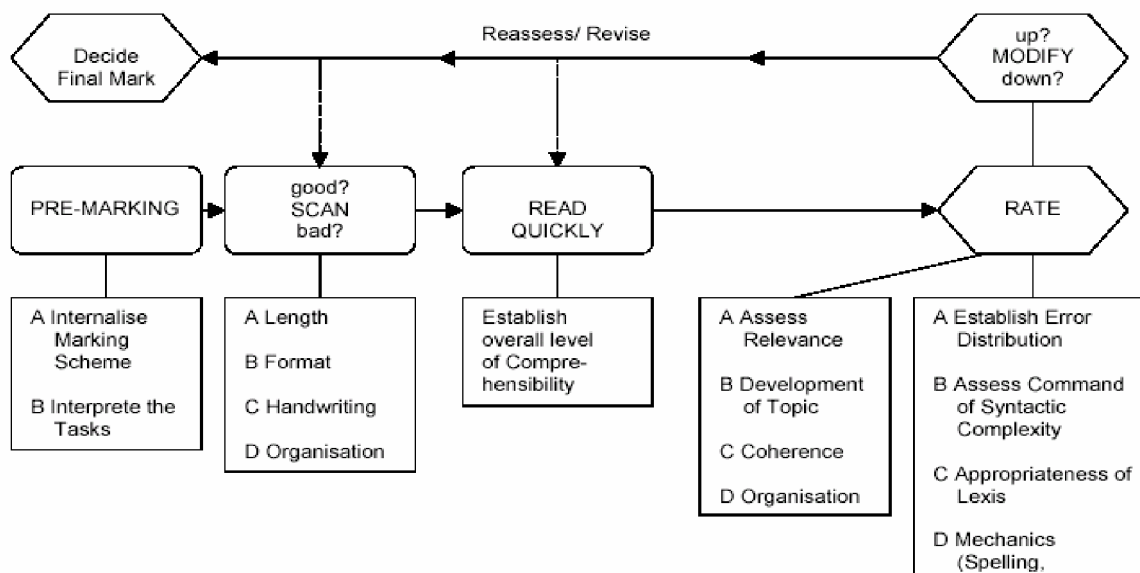 Reassess/ Revise
Decide
Final Mark
up?
MODIFY
down?
PRE-MARKING
good?
SCAN
bad?
READ
QUICKLY
RATE
A Internalise
Marking
Scheme
B Interprete the
Tasks
A Length
B Format
C Handwriting
D Organisation
Establish
overall level
of Compre-
hensibility
A Assess
Relevance
B Development
of Topic
C Coherence
D Organisation
A Establish Error
Distribution
B Assess Command
of Syntactic
Complexity
C Appropriateness of
Lexis
D Mechanics
(Spelling,